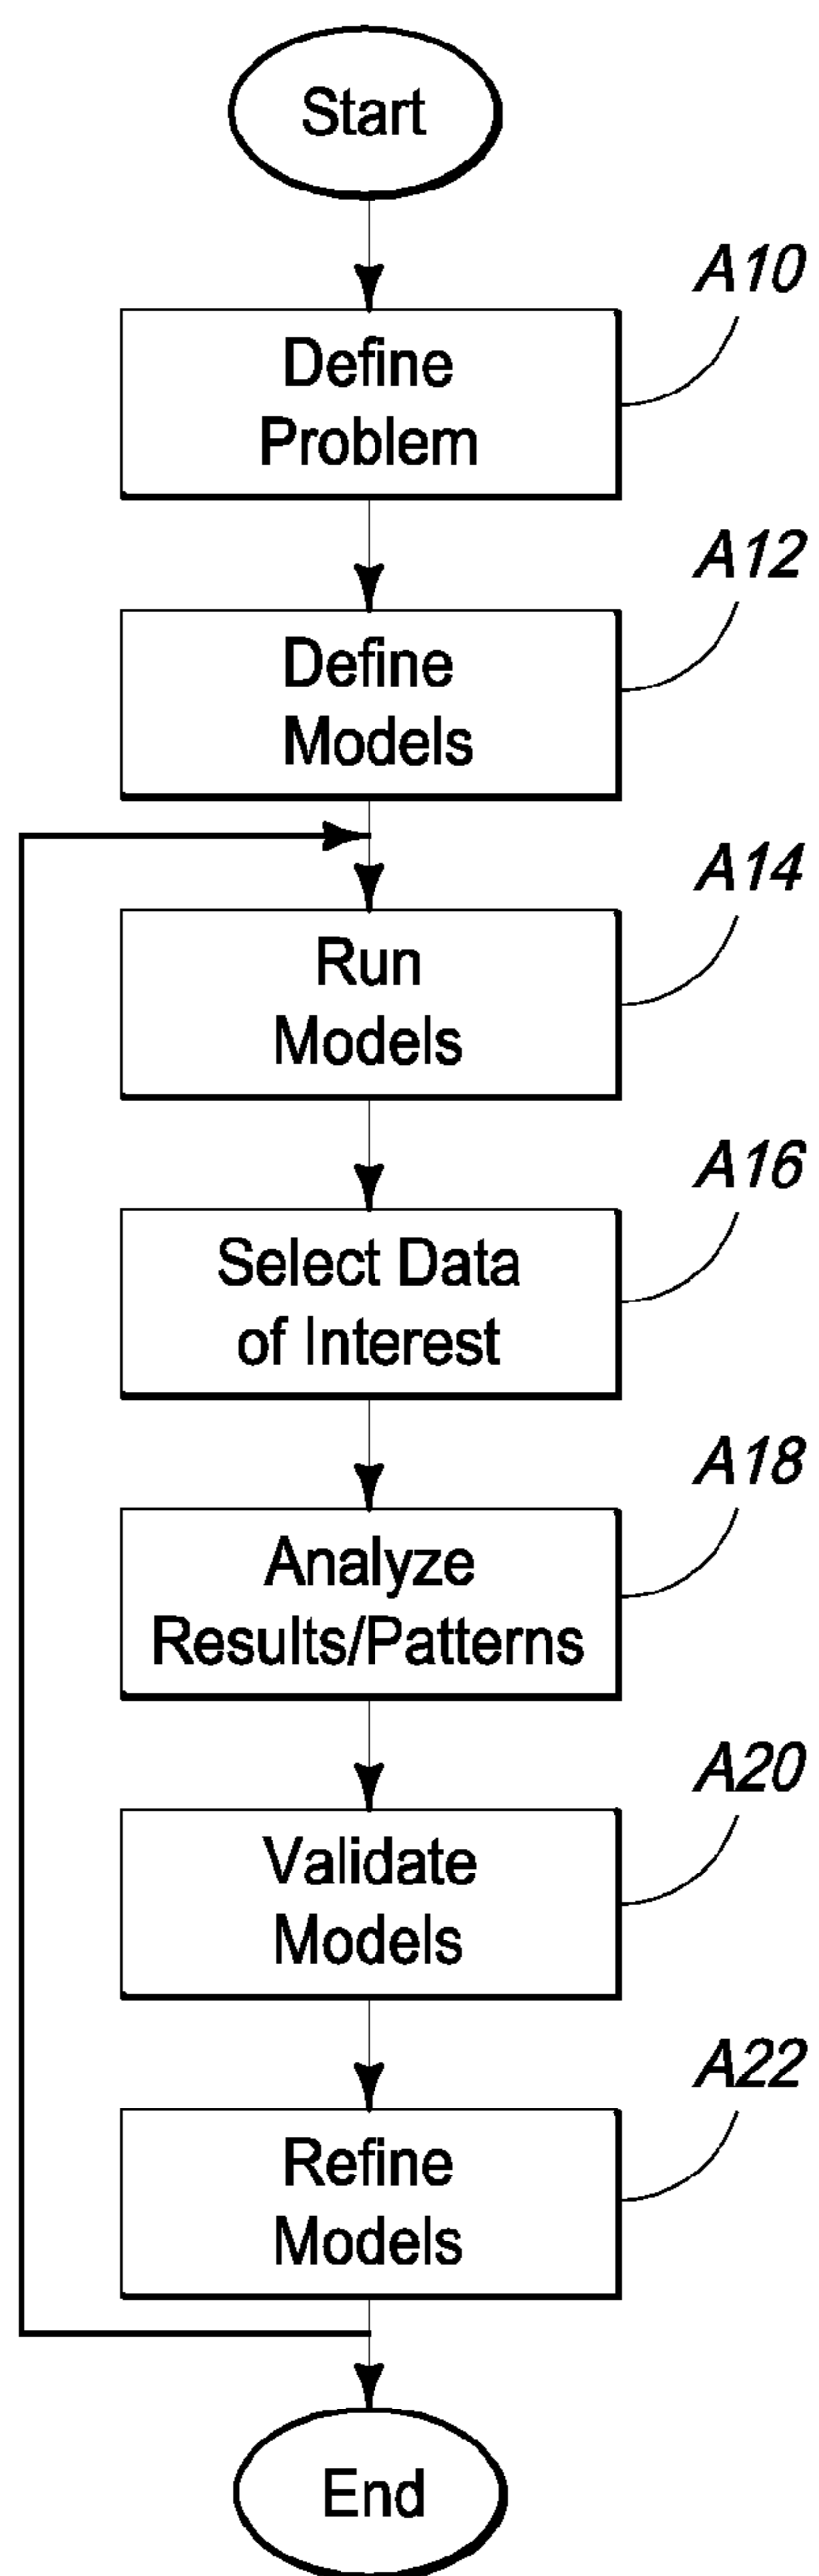 Start
A10
Define
Problem
A12
Define
Models
A14
Run
Models
A16
Select Data
of Interest
A18
Analyze
Results/Patterns
A20
Validate
Models
A22
Refine
Models
End